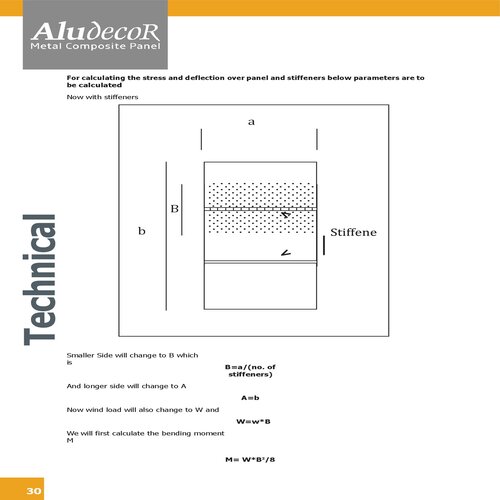 AludecoR
Metal Composite Panel
For calculating the stress and deflection over panel and stiffeners below parameters are to
be calculated
Now with stiffeners
a
B
b
Stiffene
Technical
Smaller Side will change to B which
is
B=a/(no. of
stiffeners)
And longer side will change to A
A=b
Now wind load will also change to W and
W=w*B
We will first calculate the bending moment
M
M= W*B²/8
30